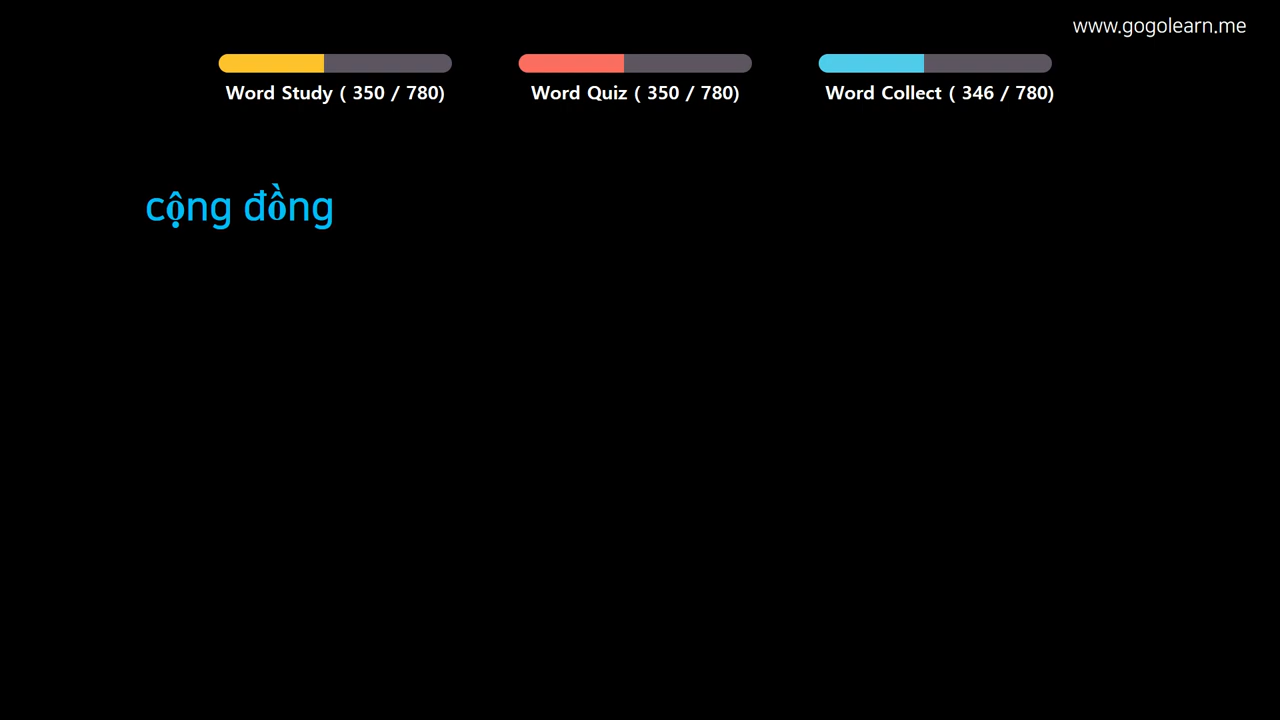 www.gogolearn.me
Word Study ( 350 / 780)
Word Quiz ( 350 / 780)
Word Collect ( 346 / 780)
cộng đồng